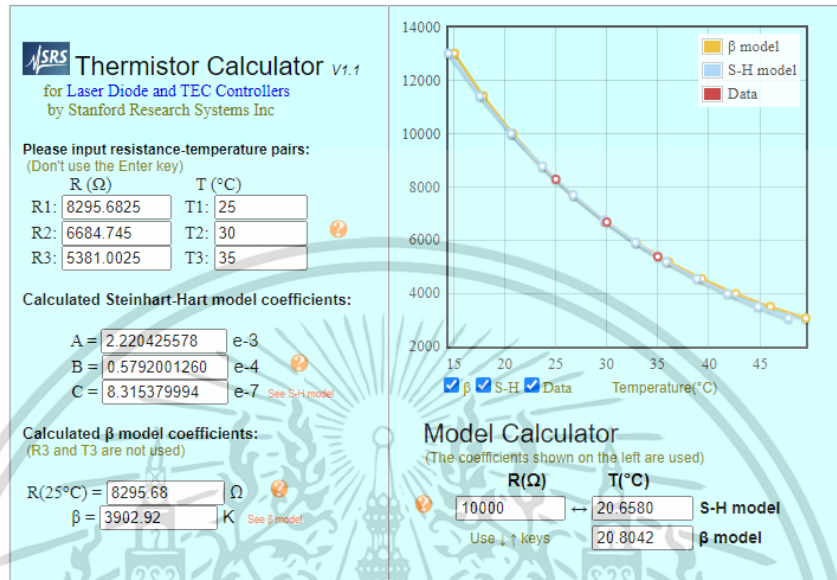 SRS Thermistor Calculator V1.1
for Laser Diode and TEC Controllers
by Stanford Research Systems Inc
Please input resistance-temperature pairs:
(Don't use the Enter key)
R (Ω) T (°C)
R1: 8295.6825 T1: 25
R2: 6684.745 T2: 30 ?
R3: 5381.0025 T3: 35
Calculated Steinhart-Hart model coefficients:
A = 2.220425578 e-3
B = 0.5792001260 e-4 ?
C = 8.315379994 e-7 See S-H model
Calculated β model coefficients:
(R3 and T3 are not used)
R(25°C) = 8295.68 Ω ?
β = 3902.92 K See β model
14000
12000
10000
8000
6000
4000
2000
β model
S-H model
Data
15 20 25 30 35 40 45
β S-H Data Temperature(°C)
Model Calculator
(The coefficients shown on the left are used)
R(Ω) T(°C)
? 10000 ↔ 20.6580 S-H model
Use ↓↑ keys 20.8042 β model